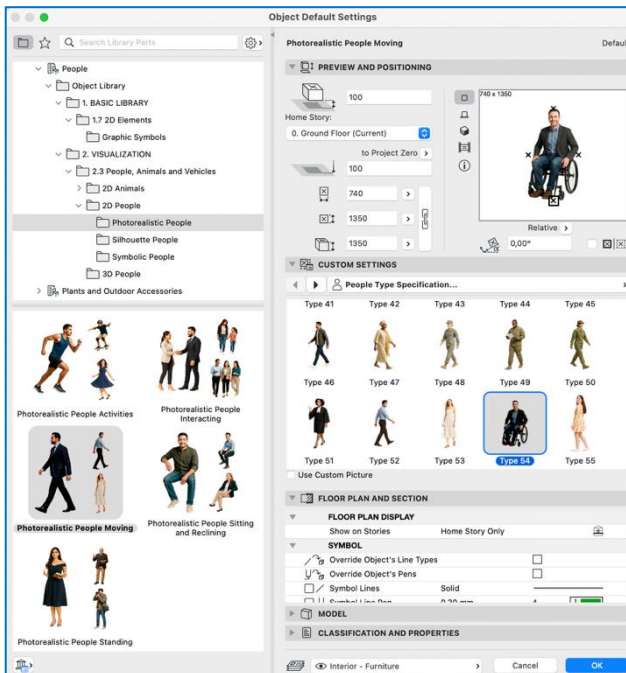 Object Default Settings
Search Library Parts
People
Object Library
1. BASIC LIBRARY
1.7 2D Elements
Graphic Symbols
2. VISUALIZATION
2.3 People, Animals and Vehicles
2D Animals
2D People
Photorealistic People
Silhouette People
Symbolic People
3D People
Plants and Outdoor Accessories
Photorealistic People Activities
Photorealistic People
Interacting
Photorealistic People Moving
Photorealistic People Sitting
and Reclining
Photorealistic People Standing
Photorealistic People Moving
Default
PREVIEW AND POSITIONING
100
Home Story:
0. Ground Floor (Current)
to Project Zero
100
740
1350
1350
740 x 1350
Relative
0,00°
CUSTOM SETTINGS
People Type Specification...
Type 41 Type 42 Type 43 Type 44 Type 45
Type 46 Type 47 Type 48 Type 49 Type 50
Type 51 Type 52 Type 53 Type 54 Type 55
Use Custom Picture
FLOOR PLAN AND SECTION
FLOOR PLAN DISPLAY
Show on Stories Home Story Only
SYMBOL
Override Object's Line Types
Override Object's Pens
Symbol Lines Solid
Symbol Line Pen 0.20 mm 4
MODEL
CLASSIFICATION AND PROPERTIES
Interior - Furniture
Cancel
OK